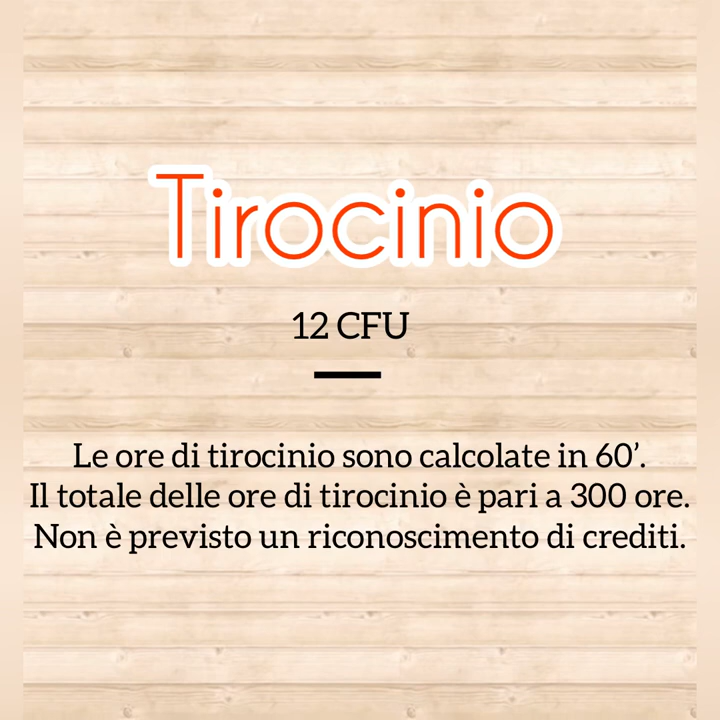 Tirocinio
12 CFU
Le ore di tirocinio sono calcolate in 60’.
Il totale delle ore di tirocinio è pari a 300 ore.
Non è previsto un riconoscimento di crediti.